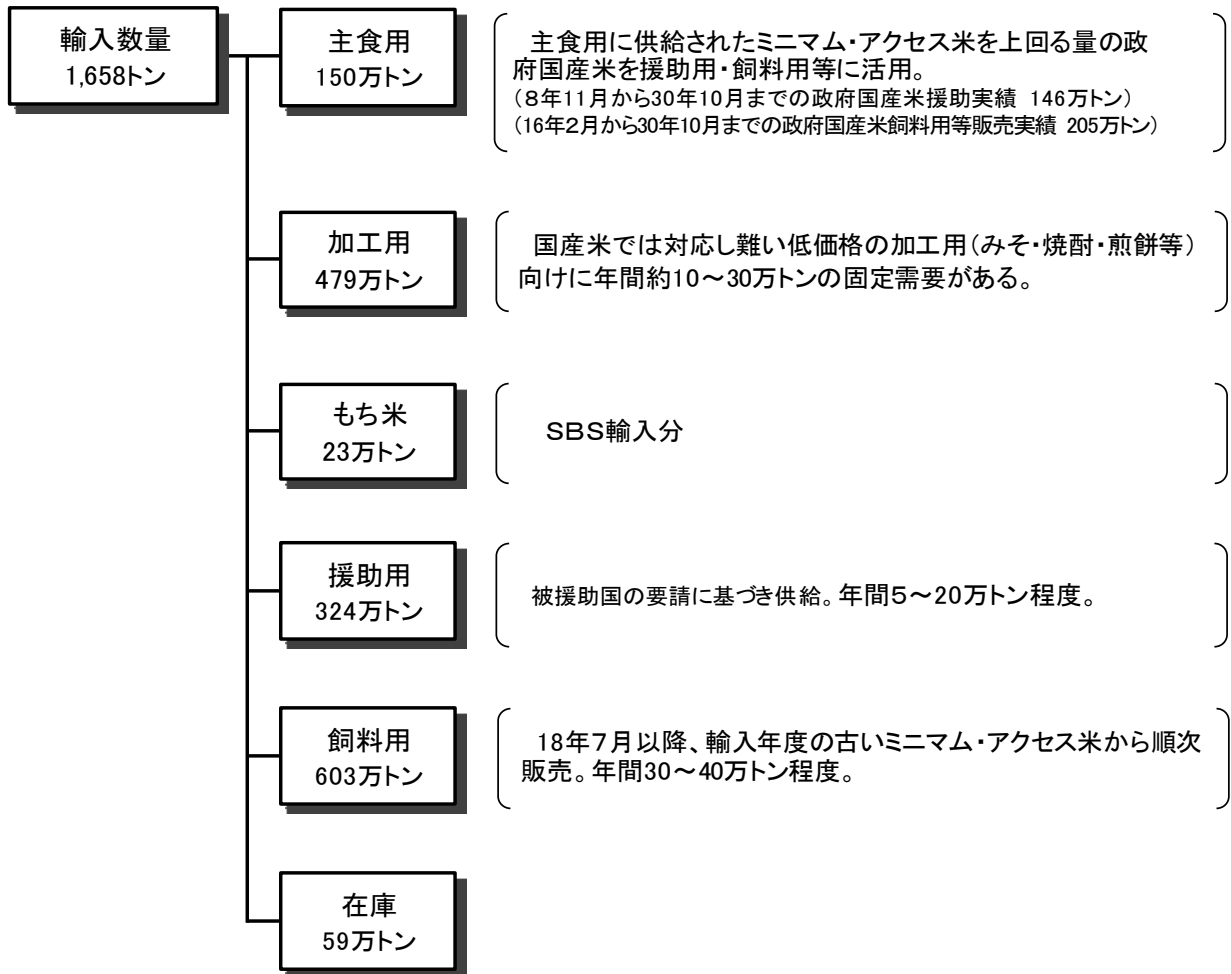 輸入数量
1,658トン
主食用
150万トン
主食用に供給されたミニマム・アクセス米を上回る量の政
府国産米を援助用・飼料用等に活用。
（８年11月から30年10月までの政府国産米援助実績 146万トン）
（16年２月から30年10月までの政府国産米飼料用等販売実績 205万トン）
加工用
479万トン
国産米では対応し難い低価格の加工用（みそ・焼酎・煎餅等）
向けに年間約10～30万トンの固定需要がある。
もち米
23万トン
ＳＢＳ輸入分
援助用
324万トン
被援助国の要請に基づき供給。年間５～20万トン程度。
飼料用
603万トン
18年７月以降、輸入年度の古いミニマム・アクセス米から順次
販売。年間30～40万トン程度。
在庫
59万トン